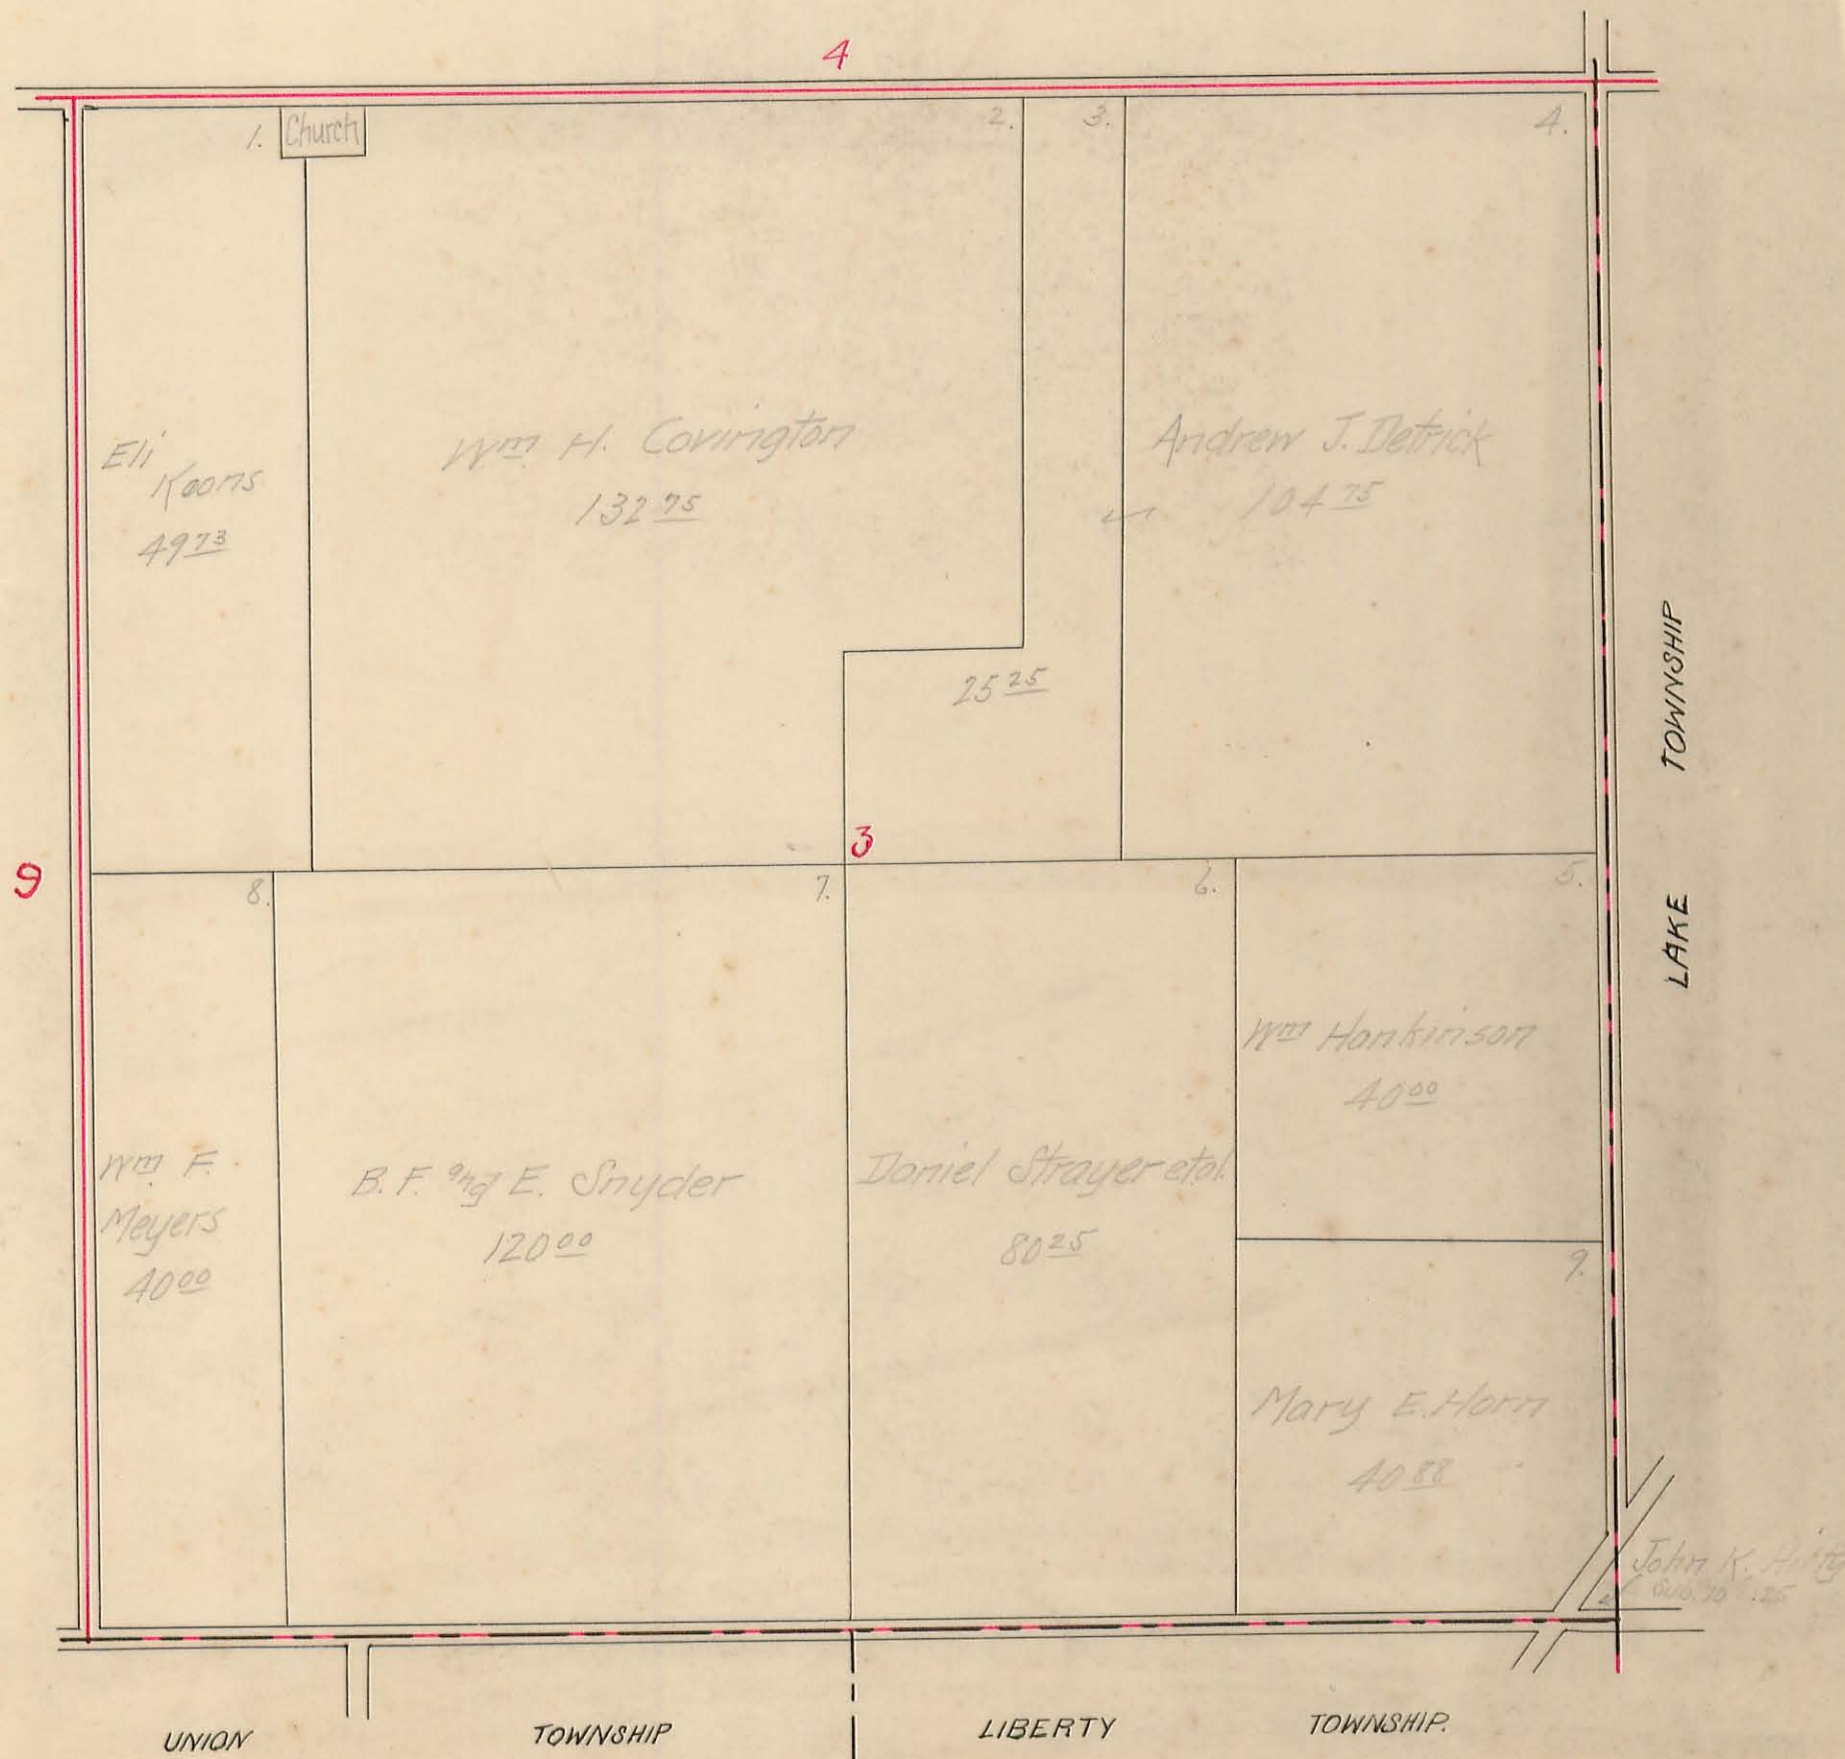 4
1.
Church
2.
3.
4.
Eli
Koons
49 73
Wm. H. Covington
132 75
Andrew J. Detrick
104 75
25 25
3
9
LAKE TOWNSHIP
8.
7.
6.
5.
Wm Hankinson
40 00
Wm. F.
Meyers
40 00
B. F. and E. Snyder
120 00
Daniel Strayer etal.
80 25
9.
Mary E. Horn
40 88
John K.
.25
UNION TOWNSHIP
LIBERTY TOWNSHIP.